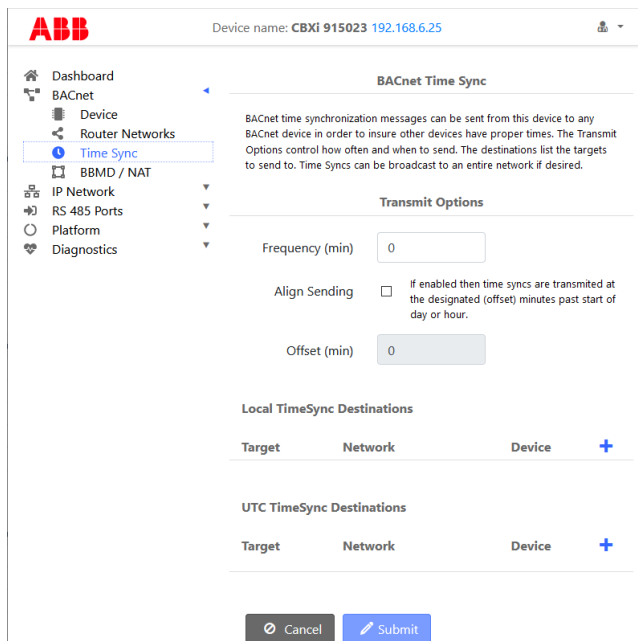 ABB
Device name: CBXi 915023 192.168.6.25
Dashboard
BACnet
Device
Router Networks
Time Sync
BBMD / NAT
IP Network
RS 485 Ports
Platform
Diagnostics
BACnet Time Sync
BACnet time synchronization messages can be sent from this device to any
BACnet device in order to insure other devices have proper times. The Transmit
Options control how often and when to send. The destinations list the targets
to send to. Time Syncs can be broadcast to an entire network if desired.
Transmit Options
Frequency (min) 0
Align Sending
If enabled then time syncs are transmited at
the designated (offset) minutes past start of
day or hour.
Offset (min) 0
Local TimeSync Destinations
Target Network Device +
UTC TimeSync Destinations
Target Network Device +
Cancel Submit